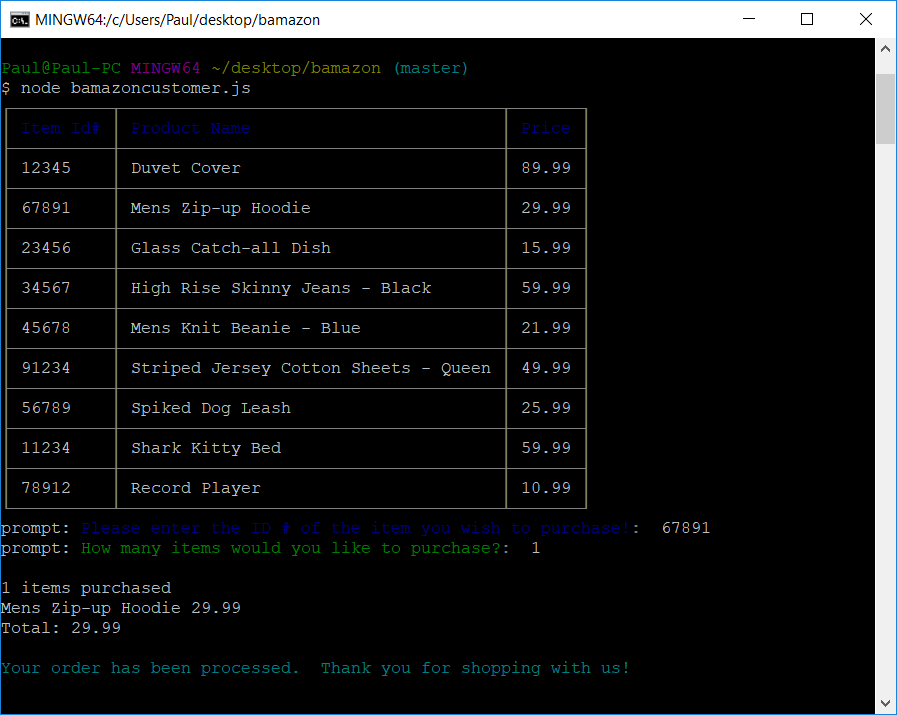 MINGW64:/c/Users/Paul/desktop/bamazon
Paul@Paul-PC MINGW64 ~/desktop/bamazon (master)
$ node bamazoncustomer.js
Item Id# Product Name Price
12345 Duvet Cover 89.99
67891 Mens Zip-up Hoodie 29.99
23456 Glass Catch-all Dish 15.99
34567 High Rise Skinny Jeans - Black 59.99
45678 Mens Knit Beanie - Blue 21.99
91234 Striped Jersey Cotton Sheets - Queen 49.99
56789 Spiked Dog Leash 25.99
11234 Shark Kitty Bed 59.99
78912 Record Player 10.99
prompt: Please enter the ID # of the item you wish to purchase!:  67891
prompt: How many items would you like to purchase?:  1
1 items purchased
Mens Zip-up Hoodie 29.99
Total: 29.99
Your order has been processed.  Thank you for shopping with us!